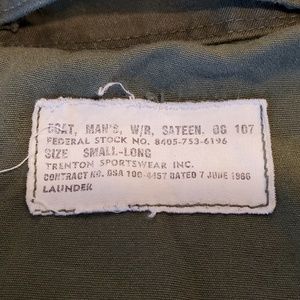 COAT, MAN'S, W/R, SATEEN. OG 107
FEDERAL STOCK NO. 8405-753-6196
SIZE SMALL-LONG
TRENTON SPORTSWEAR INC.
CONTRACT NO. DSA 100-4457 DATED 7 JUNE 1966
LAUNDER